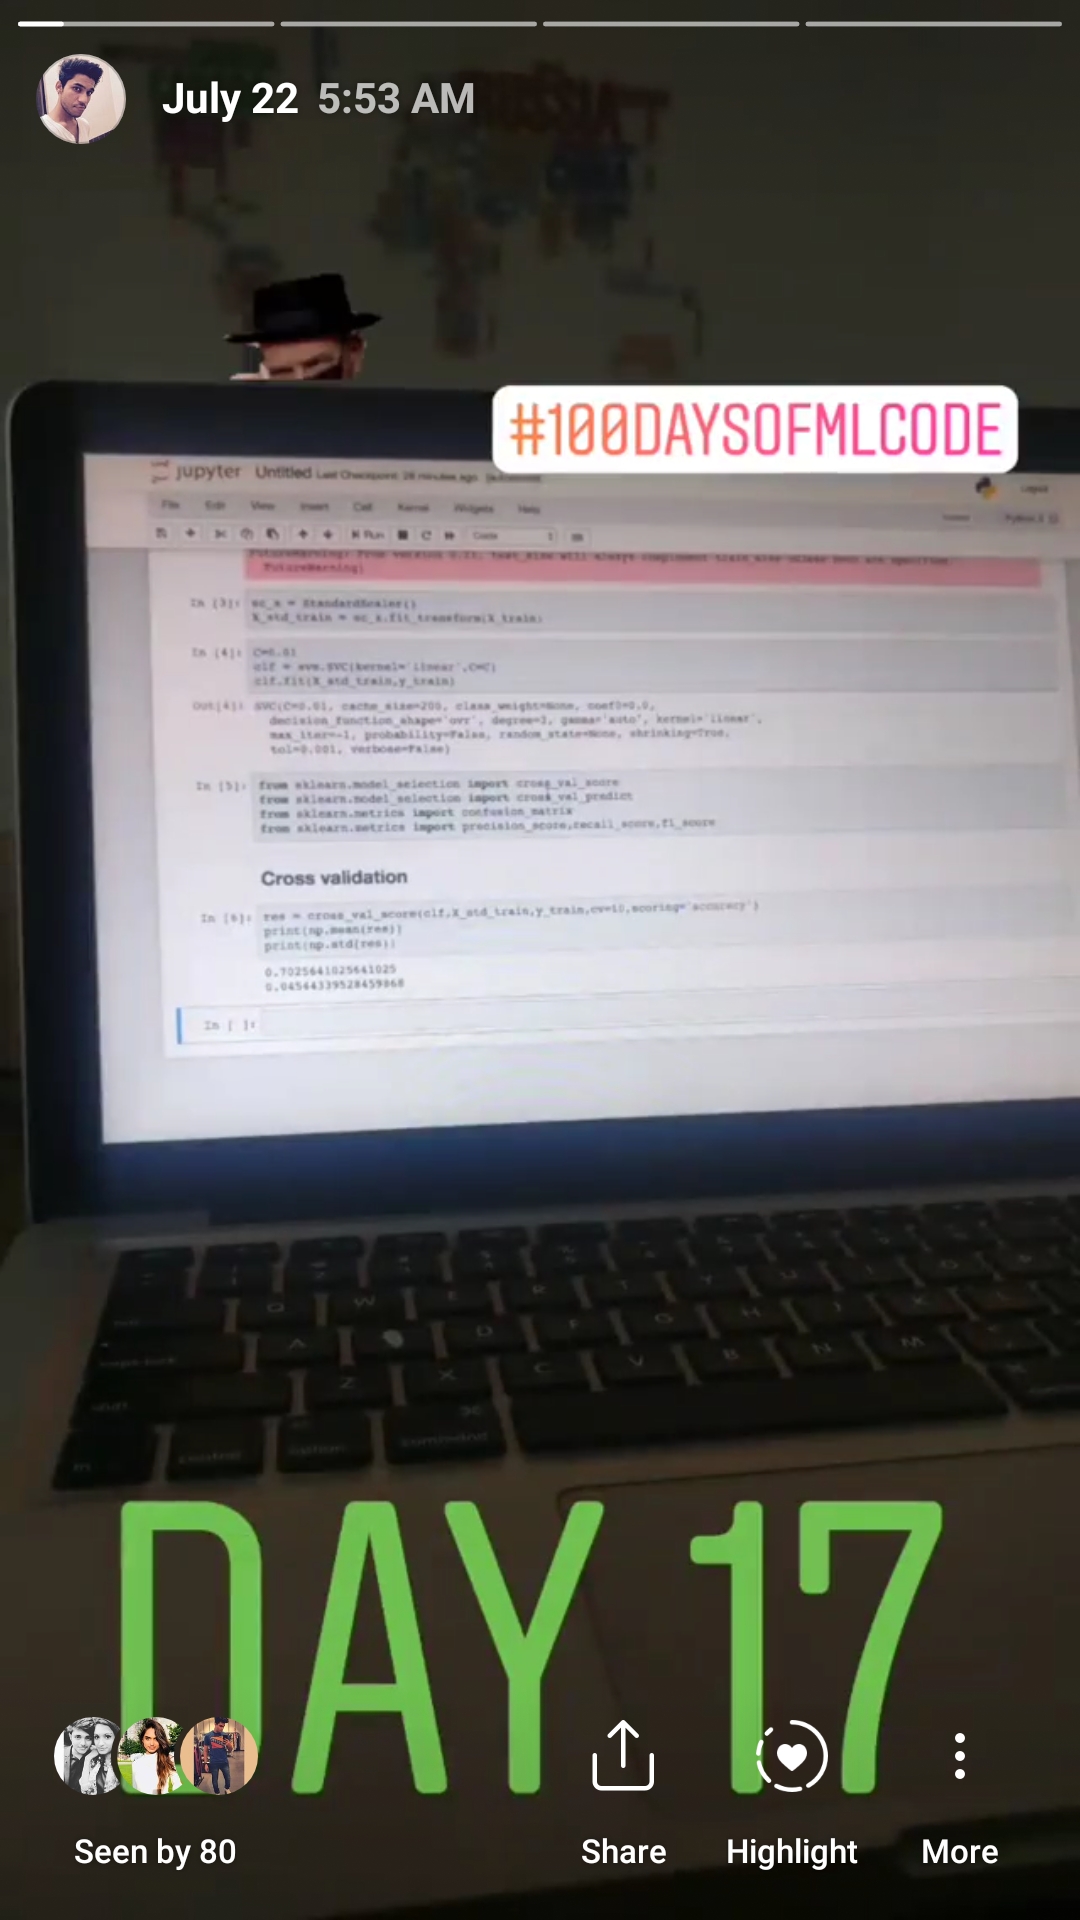 July 22 5:53 AM
RUSSIA
#100DAYSOFMLCODE
jupyter Untitled Last Checkpoint: 28 minutes ago
File Edit View Insert Cell Kernel Widgets Help
Run Code
FutureWarning: From version 0.21, test_size will always complement train_size unless both are specified.
FutureWarning)
In [3]: sc_x = StandardScaler()
X_std_train = sc_x.fit_transform(X_train)
In [4]: C=0.01
clf = svm.SVC(kernel='linear',C=C)
clf.fit(X_std_train,y_train)
Out[4]: SVC(C=0.01, cache_size=200, class_weight=None, coef0=0.0,
decision_function_shape='ovr', degree=3, gamma='auto', kernel='linear',
max_iter=-1, probability=False, random_state=None, shrinking=True,
tol=0.001, verbose=False)
In [5]: from sklearn.model_selection import cross_val_score
from sklearn.model_selection import cross_val_predict
from sklearn.metrics import confusion_matrix
from sklearn.metrics import precision_score,recall_score,f1_score
Cross validation
In [6]: res = cross_val_score(clf,X_std_train,y_train,cv=10,scoring='accuracy')
print(np.mean(res))
print(np.std(res))
0.7025641025641025
0.04564339528459868
In [ ]:
Q W E R T Y U
A D F G H J K
Z X C V B N M
control option command
DAY 17
Seen by 80 Share Highlight More